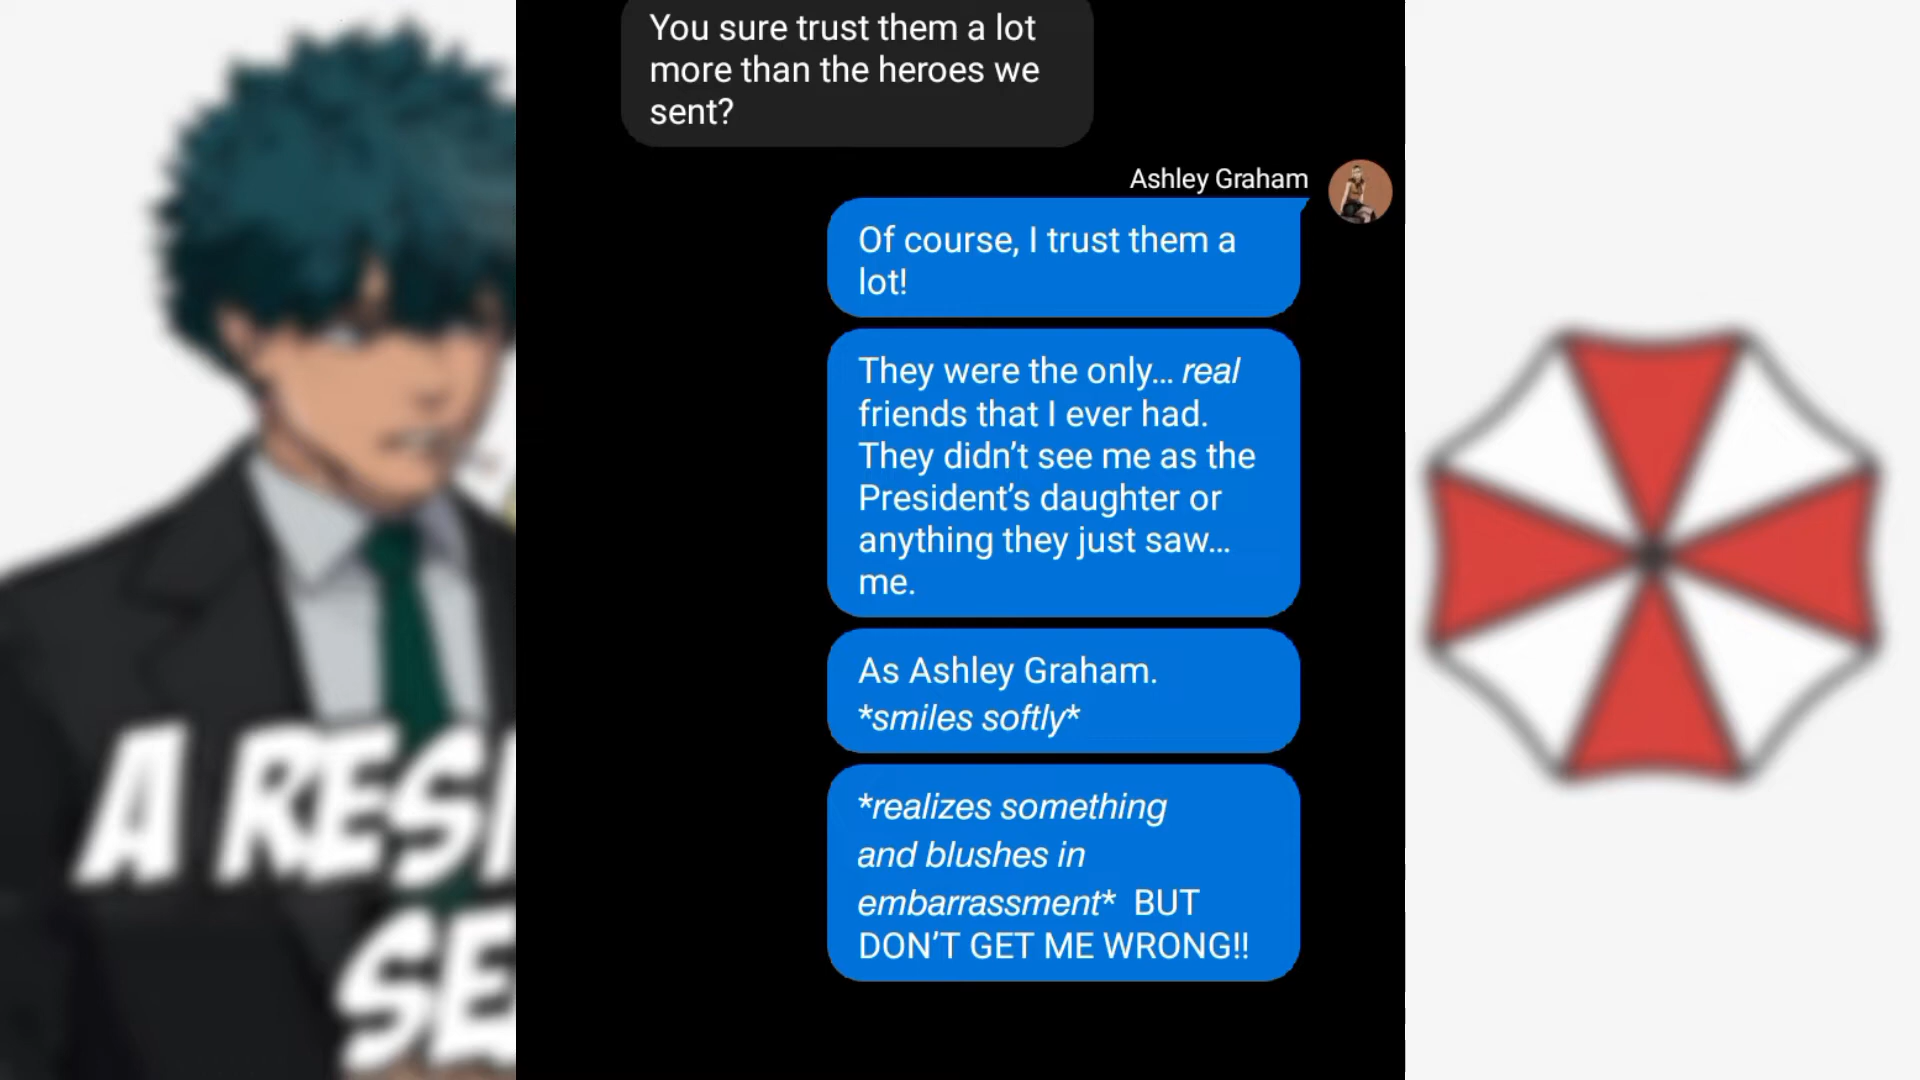 You sure trust them a lot
more than the heroes we
sent?
Ashley Graham
Of course, I trust them a
lot!
They were the only... real
friends that I ever had.
They didn’t see me as the
President’s daughter or
anything they just saw...
me.
As Ashley Graham.
*smiles softly*
*realizes something
and blushes in
embarrassment* BUT
DON’T GET ME WRONG!!
A RESI
SE